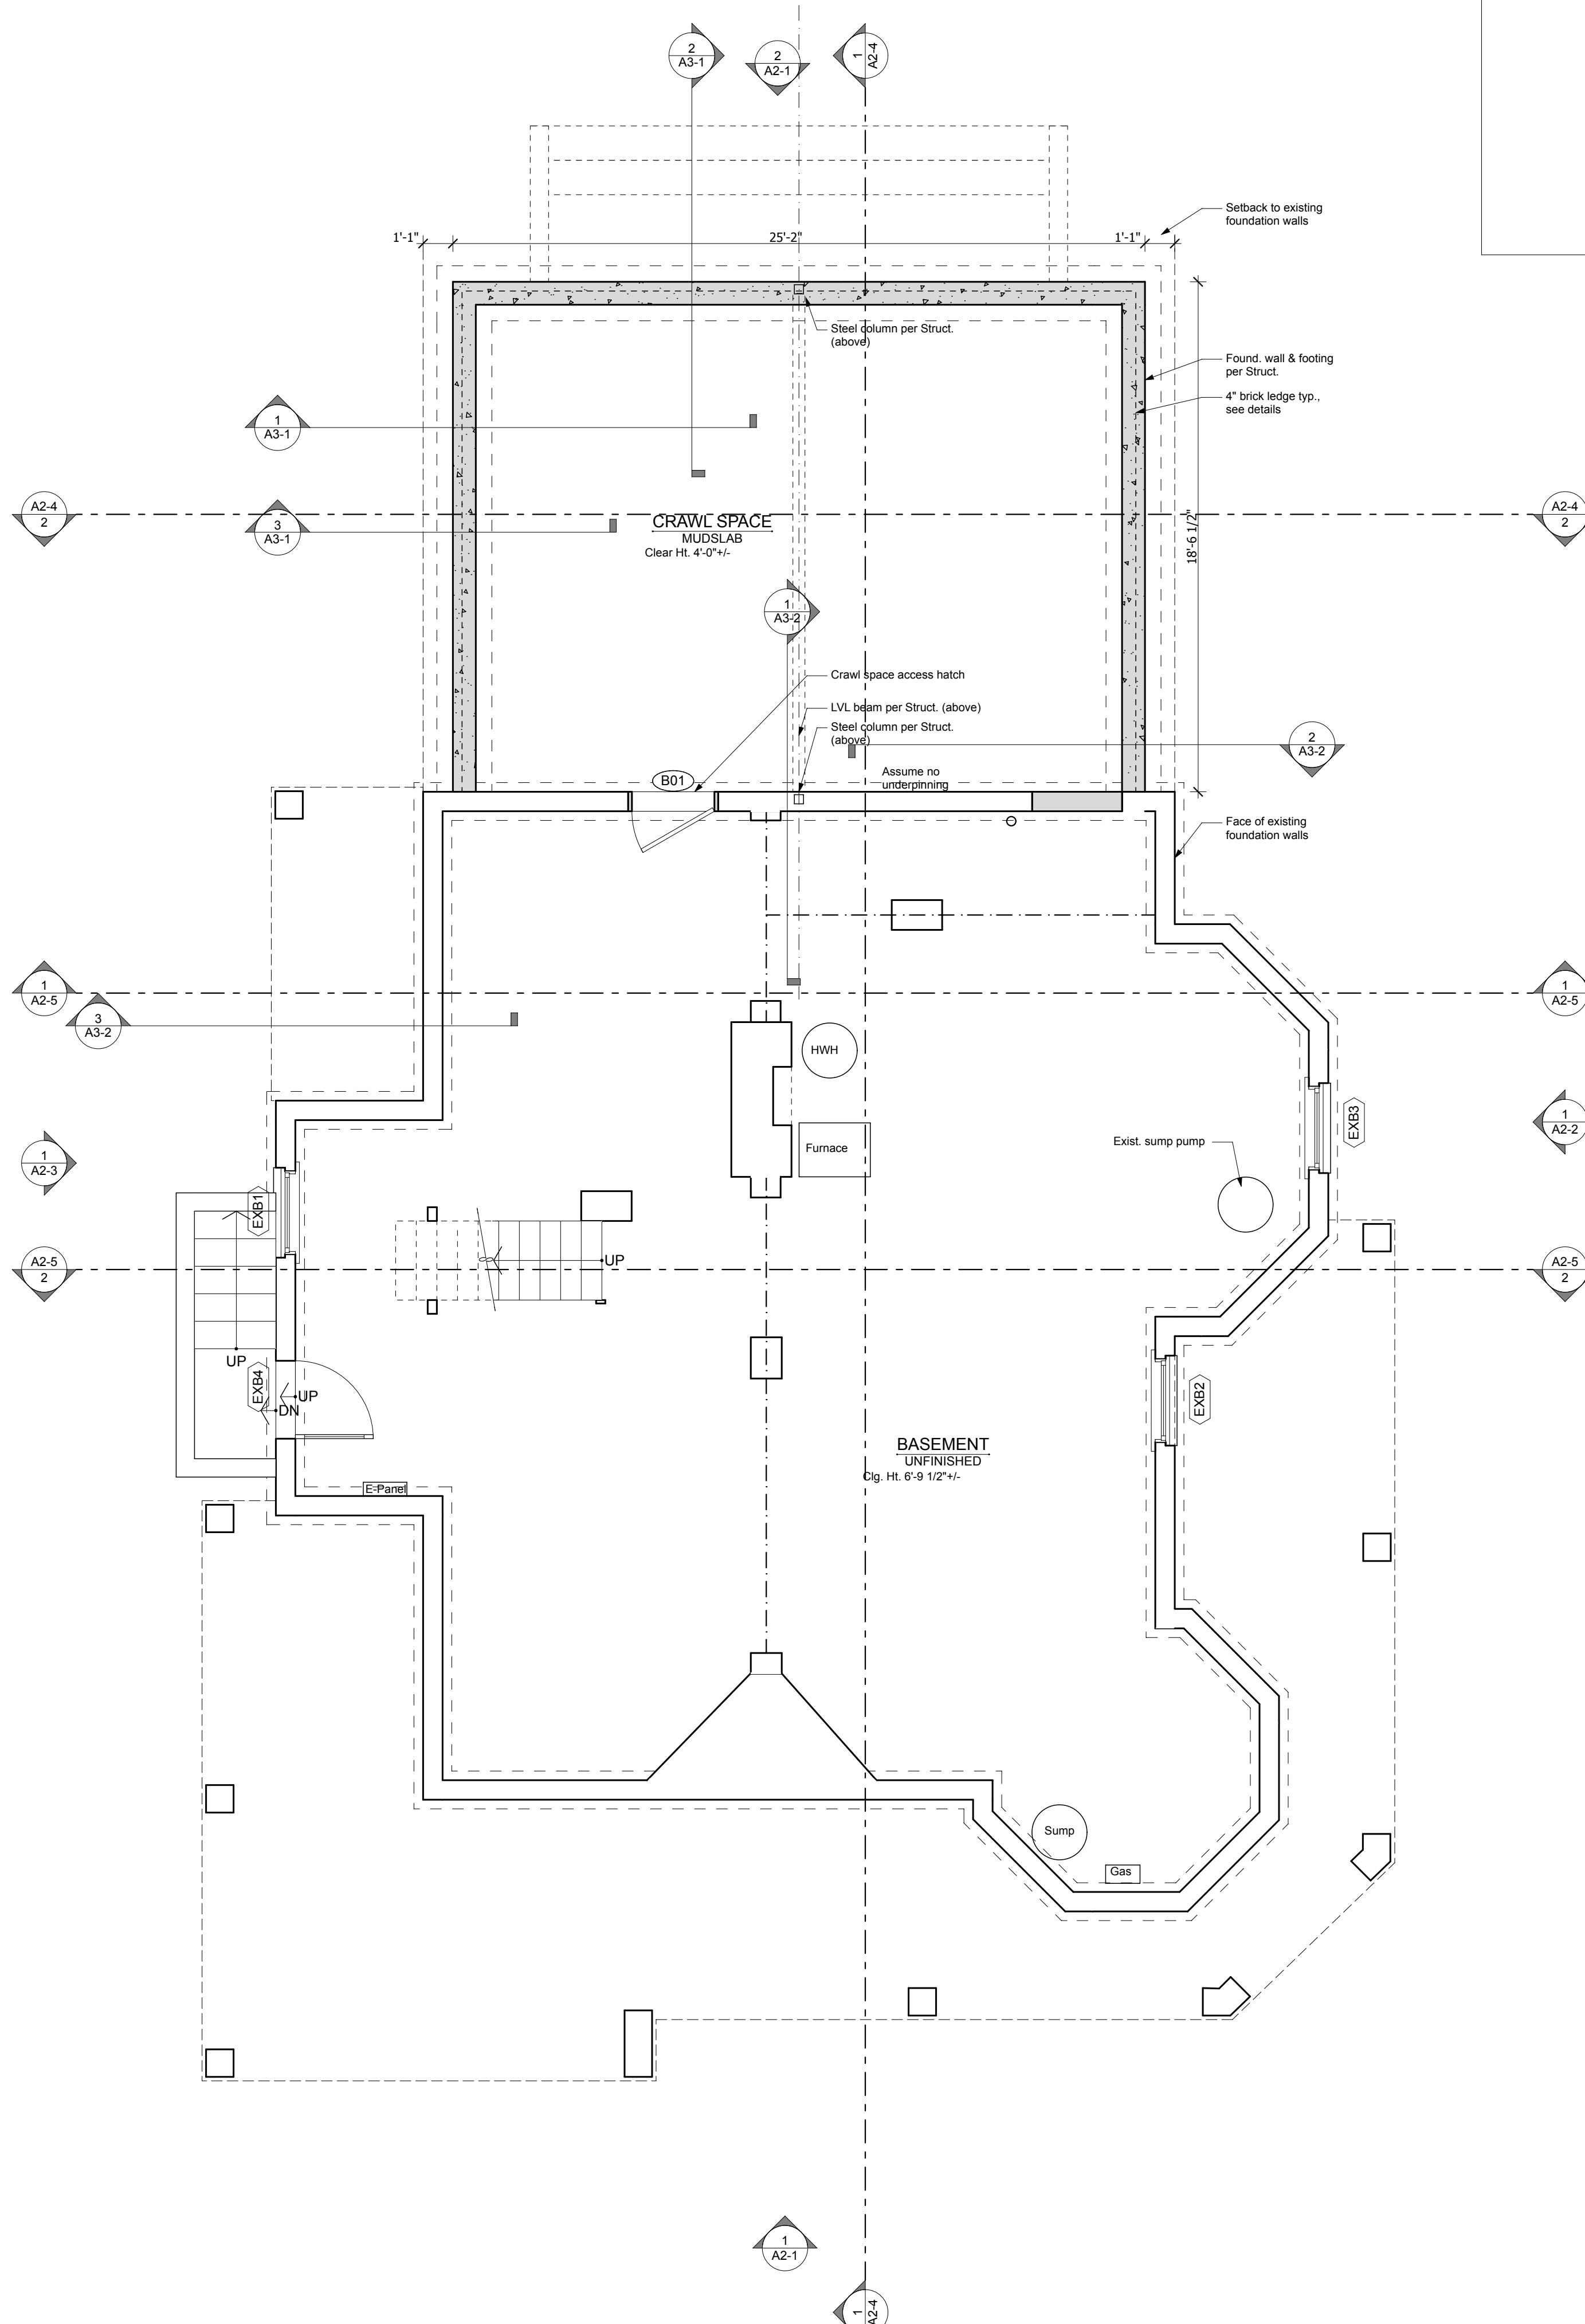 2
A3-1
2
A2-1
1
A2-4
Setback to existing
foundation walls
1'-1"
25'-2"
1'-1"
Steel column per Struct.
(above)
Found. wall & footing
per Struct.
4" brick ledge typ.,
see details
1
A3-1
A2-4
2
3
A3-1
CRAWL SPACE
MUDSLAB
Clear Ht. 4'-0"+/-
18'-6 1/2"
A2-4
2
1
A3-2
Crawl space access hatch
LVL beam per Struct. (above)
Steel column per Struct.
(above)
2
A3-2
B01
Assume no
underpinning
Face of existing
foundation walls
1
A2-5
3
A3-2
1
A2-5
HWH
EXB3
1
A2-2
Furnace
Exist. sump pump
1
A2-3
EXB1
UP
A2-5
2
A2-5
2
UP
EXB4
UP
DN
EXB2
BASEMENT
UNFINISHED
Clg. Ht. 6'-9 1/2"+/-
E-Panel
Sump
Gas
1
A2-1
1
A2-4